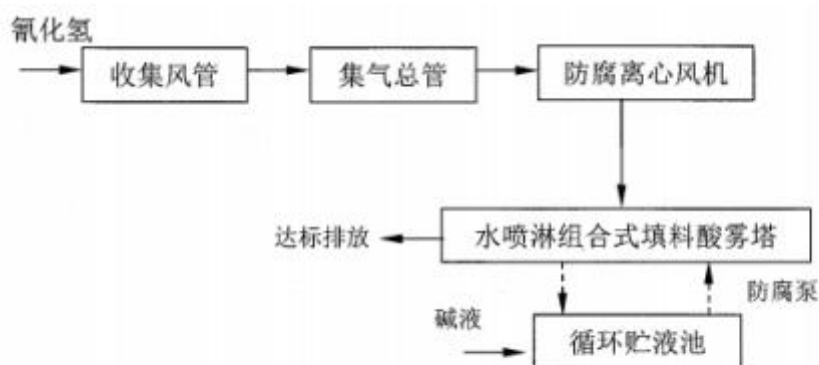 氰化氢
收集风管
集气总管
防腐离心风机
达标排放
水喷淋组合式填料酸雾塔
防腐泵
碱液
循环贮液池